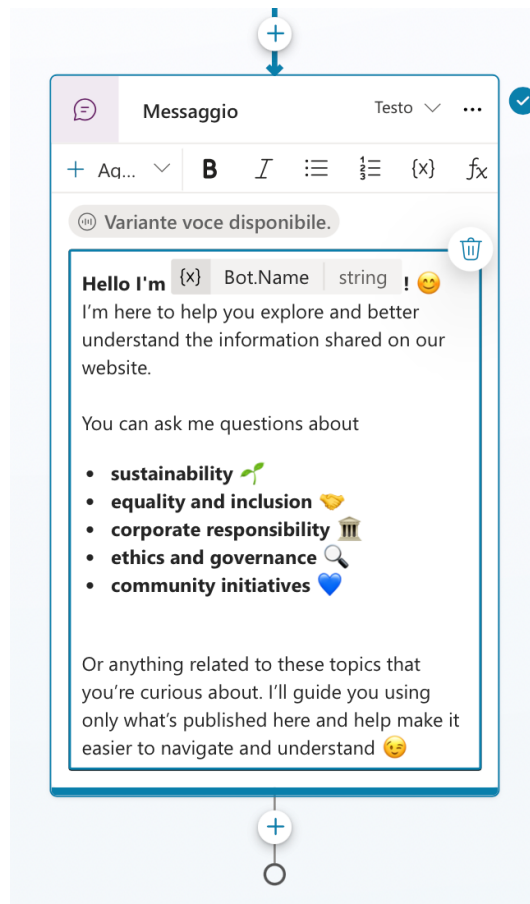 Messaggio
Testo
Ag...
B
I
{x}
fx
Variante voce disponibile.
Hello I'm {x} Bot.Name string ! 😊
I'm here to help you explore and better
understand the information shared on our
website.
You can ask me questions about
• sustainability 🌱
• equality and inclusion 🤝
• corporate responsibility 🏛️
• ethics and governance 🔍
• community initiatives 💙
Or anything related to these topics that
you're curious about. I'll guide you using
only what's published here and help make it
easier to navigate and understand 😉